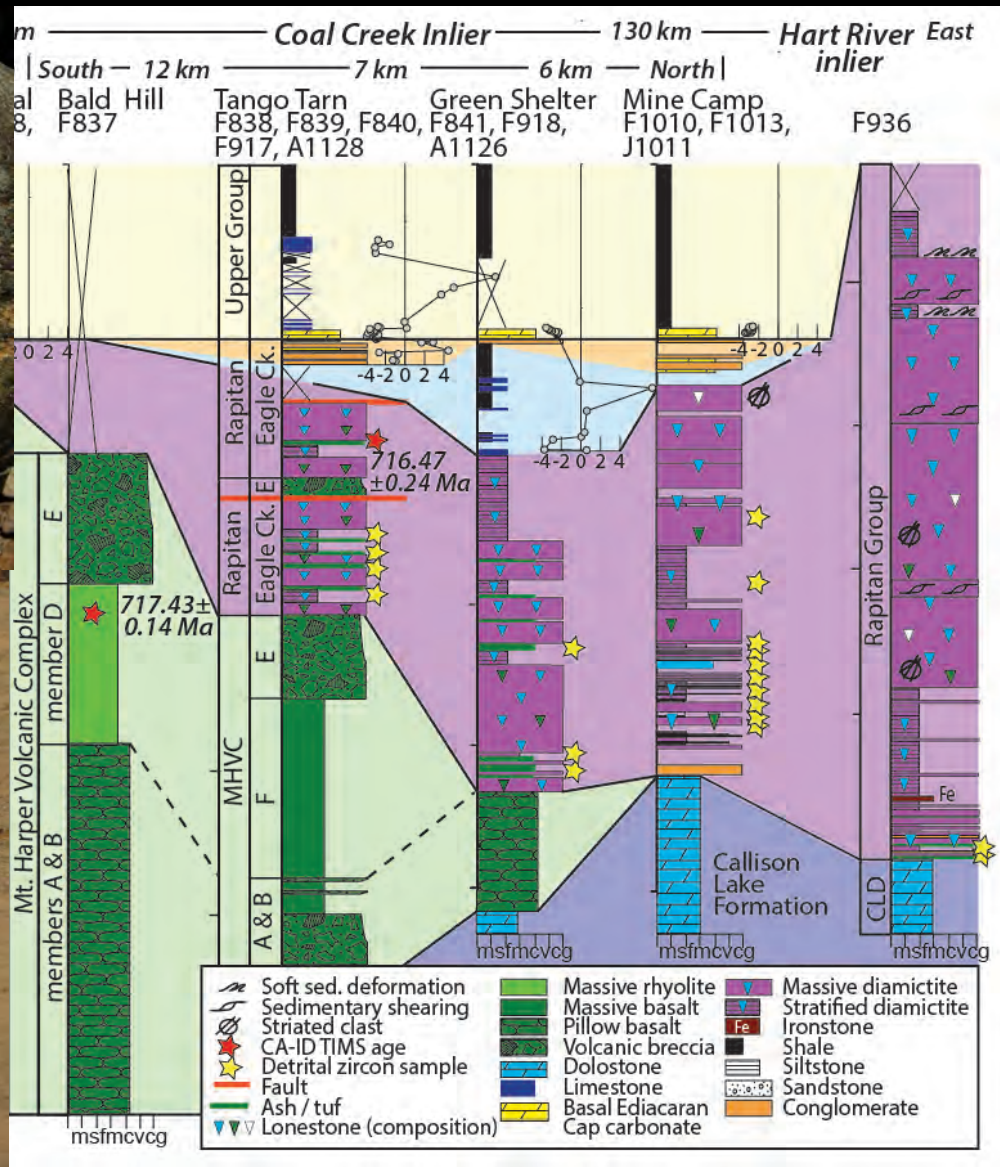 m Coal Creek Inlier 130 km Hart River East
inlier
South 12 km 7 km 6 km North
al Bald Hill Tango Tarn Green Shelter Mine Camp
8, F837 F838, F839, F840, F841, F918, F1010, F1013, F936
F917, A1128 A1126 J1011
Upper Group
2 0 2 4
-4 -2 0 2 4
-4 -2 0 2 4
-4 -2 0 2 4
Rapitan
Eagle Ck.
716.47
±0.24 Ma
E
E
Rapitan
Eagle Ck.
Rapitan Group
717.43±
0.14 Ma
member D
Mt. Harper Volcanic Complex
members A & B
E
MHVC
F
A & B
Fe
Callison
Lake
Formation
CLD
msfmcvcg
msfmcvcg
msfmcvcg
msfmcvcg
Soft sed. deformation
Sedimentary shearing
Striated clast
CA-ID TIMS age
Detrital zircon sample
Fault
Ash / tuf
Lonestone (composition)
Massive rhyolite
Massive basalt
Pillow basalt
Volcanic breccia
Dolostone
Limestone
Basal Ediacaran
Cap carbonate
Massive diamictite
Stratified diamictite
Fe Ironstone
Shale
Siltstone
Sandstone
Conglomerate